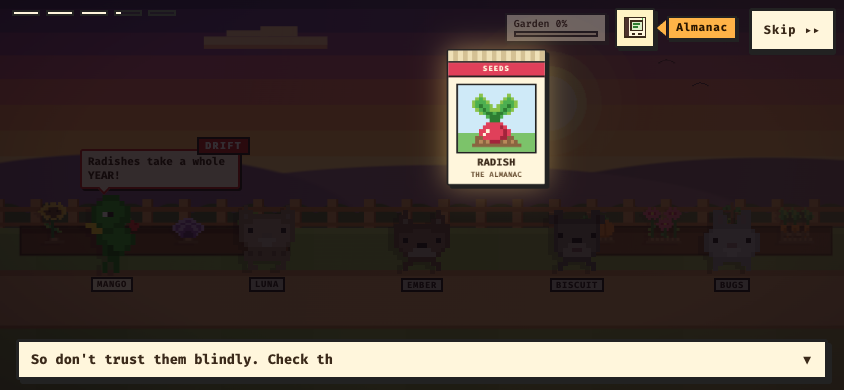 Garden 0%
Almanac
Skip ▸▸
SEEDS
RADISH
THE ALMANAC
DRIFT
Radishes take a whole
YEAR!
MANGO
LUNA
EMBER
BISCUIT
BUGS
So don't trust them blindly. Check th